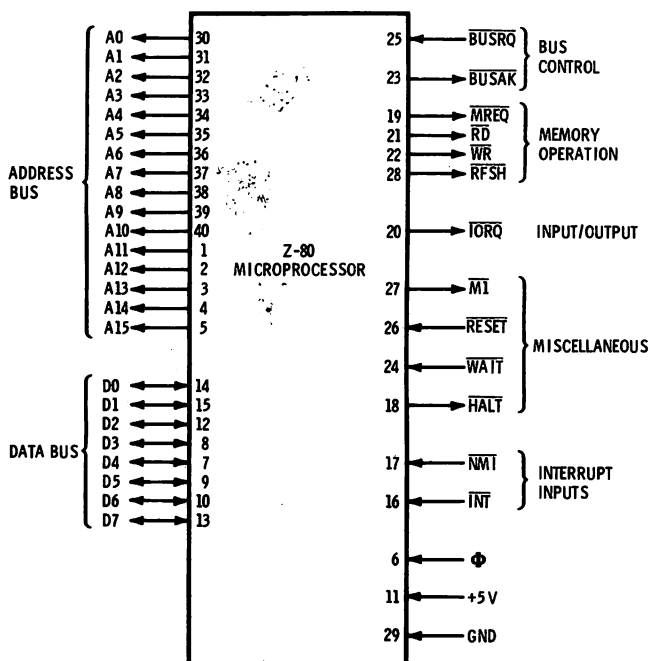 A0 30
A1 31
A2 32
A3 33
A4 34
A5 35
A6 36
A7 37
A8 38
A9 39
A10 40
A11 1
A12 2
A13 3
A14 4
A15 5
ADDRESS
BUS
D0 14
D1 15
D2 12
D3 8
D4 7
D5 9
D6 10
D7 13
DATA BUS
Z-80
MICROPROCESSOR
25 BUSRQ
23 BUSAK
BUS
CONTROL
19 MREQ
21 RD
22 WR
28 RFSH
MEMORY
OPERATION
20 IORQ INPUT/OUTPUT
27 M1
26 RESET
24 WAIT
18 HALT
MISCELLANEOUS
17 NMI
16 INT
INTERRUPT
INPUTS
6 Φ
11 +5V
29 GND